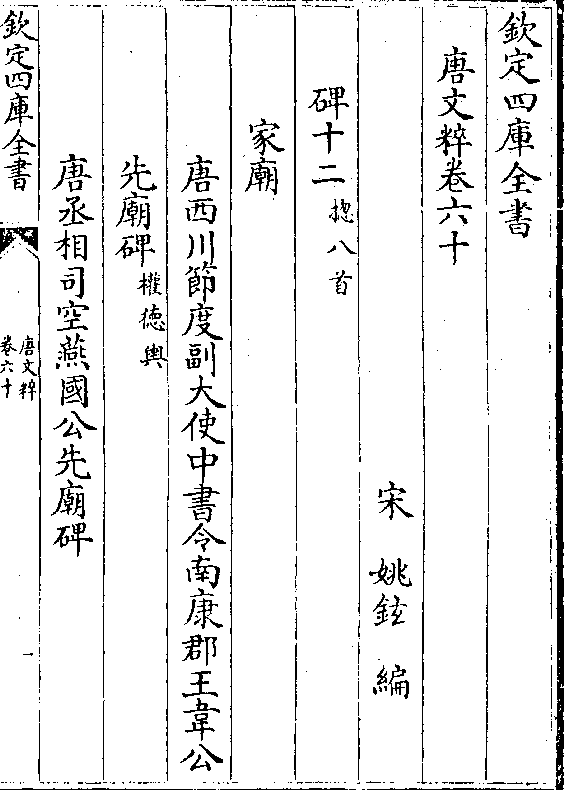 欽定四庫全書
唐文粹卷六十
宋 姚鉉 編
碑十二揔八首
家廟
唐西川節度副大使中書令南康郡王韋公
先廟碑權徳輿
唐丞相司空燕國公先廟碑
欽定四庫全書
唐文粹
卷六十
一